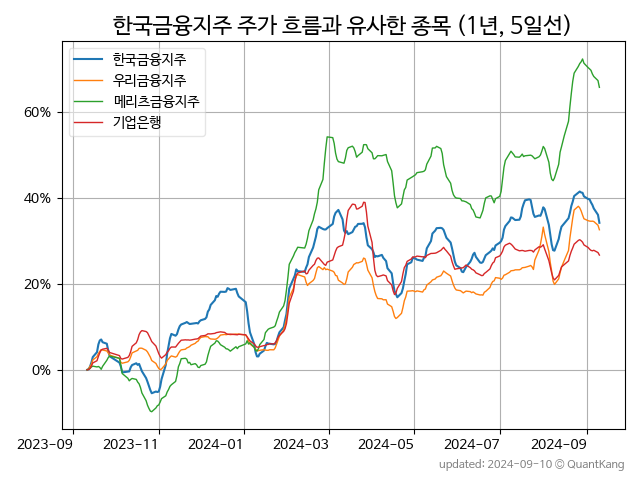 한국금융지주 주가 흐름과 유사한 종목 (1년, 5일선)
한국금융지주
우리금융지주
메리츠금융지주
기업은행
60%
40%
20%
0%
2023-09
2023-11
2024-01
2024-03
2024-05
2024-07
2024-09
updated: 2024-09-10 © QuantKang